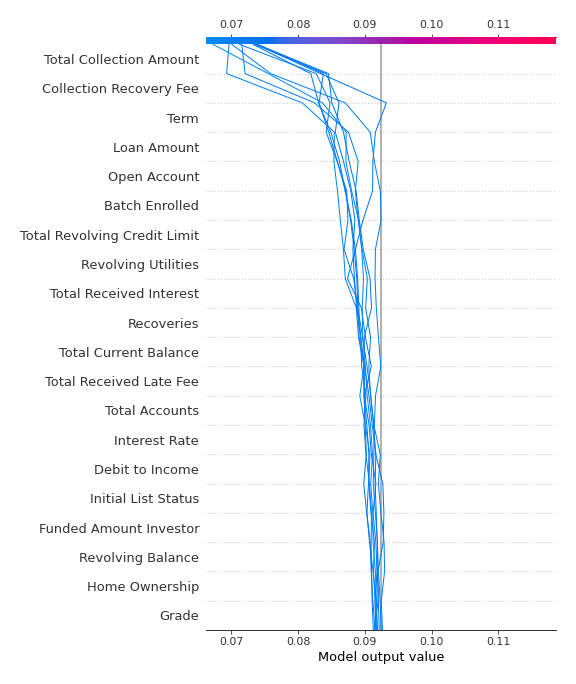 0.07 0.08 0.09 0.10 0.11
Total Collection Amount
Collection Recovery Fee
Term
Loan Amount
Open Account
Batch Enrolled
Total Revolving Credit Limit
Revolving Utilities
Total Received Interest
Recoveries
Total Current Balance
Total Received Late Fee
Total Accounts
Interest Rate
Debit to Income
Initial List Status
Funded Amount Investor
Revolving Balance
Home Ownership
Grade
0.07 0.08 0.09 0.10 0.11
Model output value